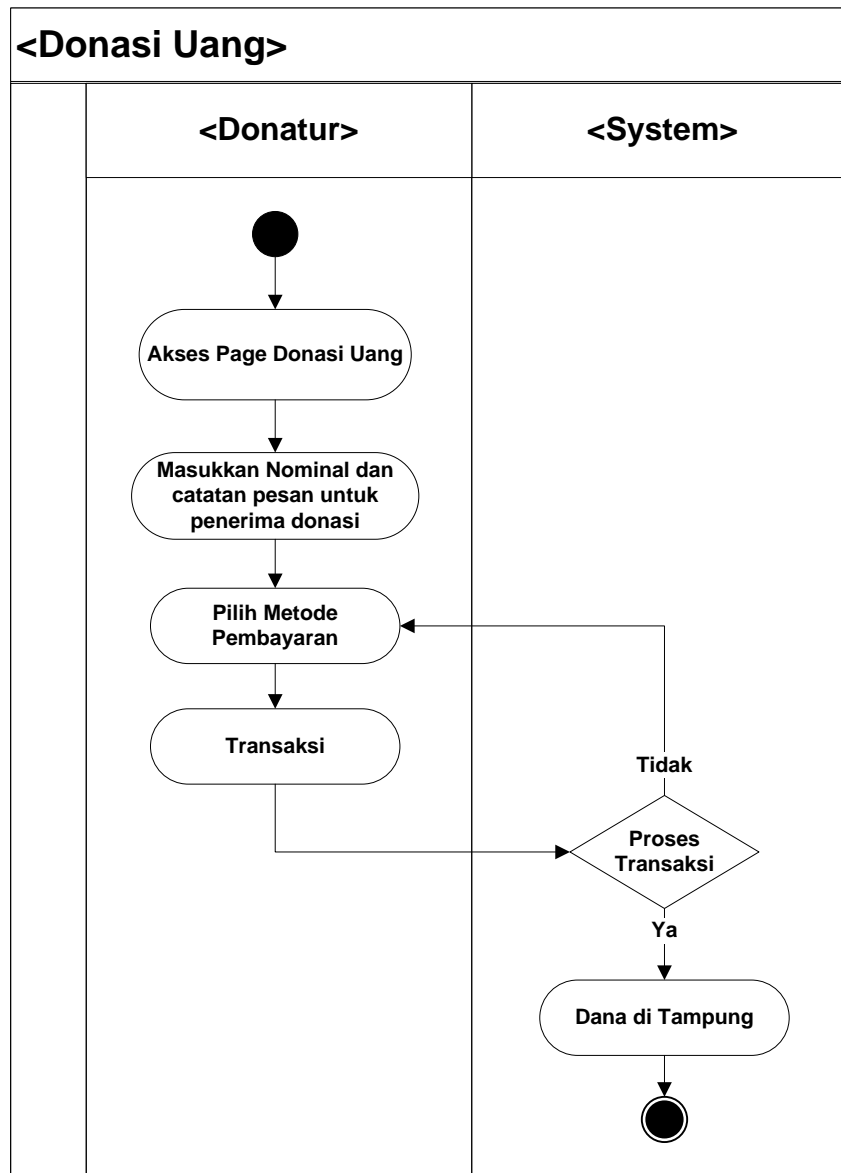 <Donasi Uang>
<Donatur>
<System>
Akses Page Donasi Uang
Masukkan Nominal dan
catatan pesan untuk
penerima donasi
Pilih Metode
Pembayaran
Transaksi
Tidak
Proses
Transaksi
Ya
Dana di Tampung